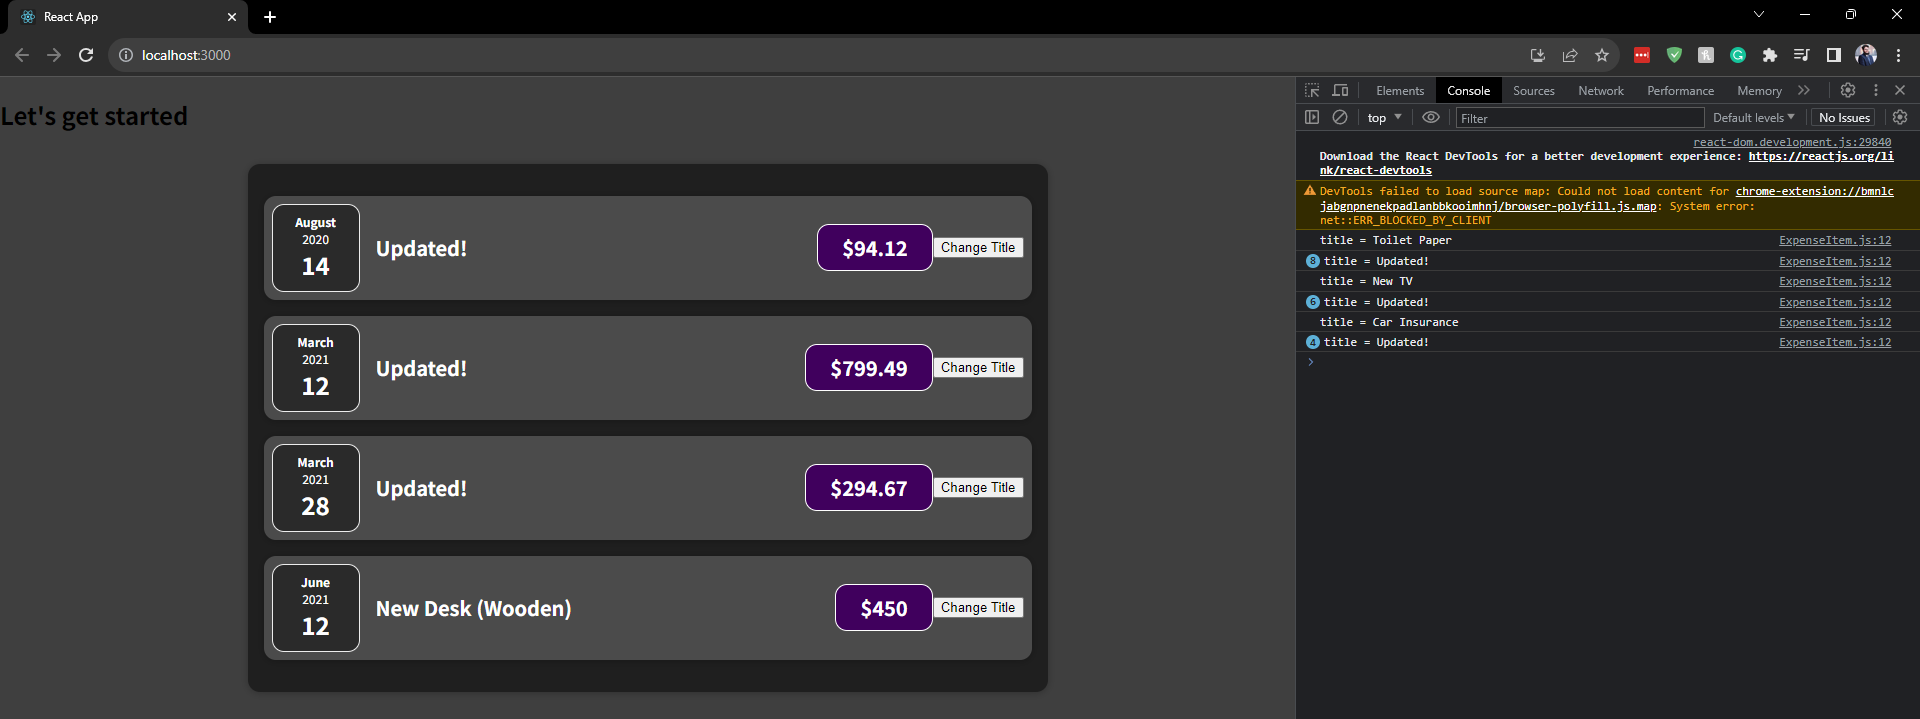 React App
localhost:3000
Let's get started
August
2020
14
Updated!
$94.12
Change Title
March
2021
12
Updated!
$799.49
Change Title
March
2021
28
Updated!
$294.67
Change Title
June
2021
12
New Desk (Wooden)
$450
Change Title
Elements Console Sources Network Performance Memory
top Filter Default levels No Issues
react-dom.development.js:29840
Download the React DevTools for a better development experience: https://reactjs.org/li
nk/react-devtools
DevTools failed to load source map: Could not load content for chrome-extension://bmnlc
jabgnpnenekpadlanbbkooimhnj/browser-polyfill.js.map: System error:
net::ERR_BLOCKED_BY_CLIENT
title = Toilet Paper ExpenseItem.js:12
8 title = Updated! ExpenseItem.js:12
title = New TV ExpenseItem.js:12
6 title = Updated! ExpenseItem.js:12
title = Car Insurance ExpenseItem.js:12
4 title = Updated! ExpenseItem.js:12